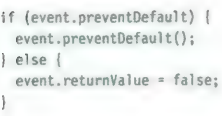 if (event.preventDefault) {
  event.preventDefault();
} else {
  event.returnValue = false;
}